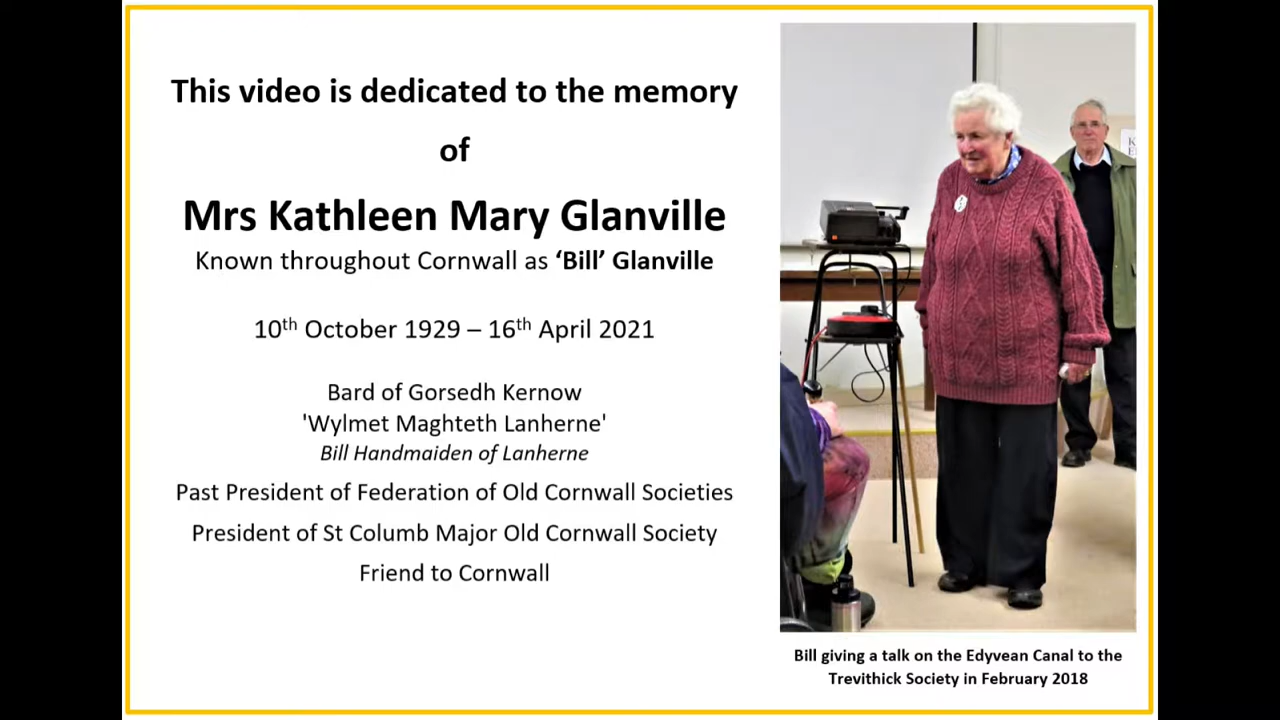 This video is dedicated to the memory
of
Mrs Kathleen Mary Glanville
Known throughout Cornwall as ‘Bill’ Glanville
10th October 1929 – 16th April 2021
Bard of Gorsedh Kernow
'Wylmet Maghteth Lanherne'
Bill Handmaiden of Lanherne
Past President of Federation of Old Cornwall Societies
President of St Columb Major Old Cornwall Society
Friend to Cornwall
Bill giving a talk on the Edyvean Canal to the
Trevithick Society in February 2018